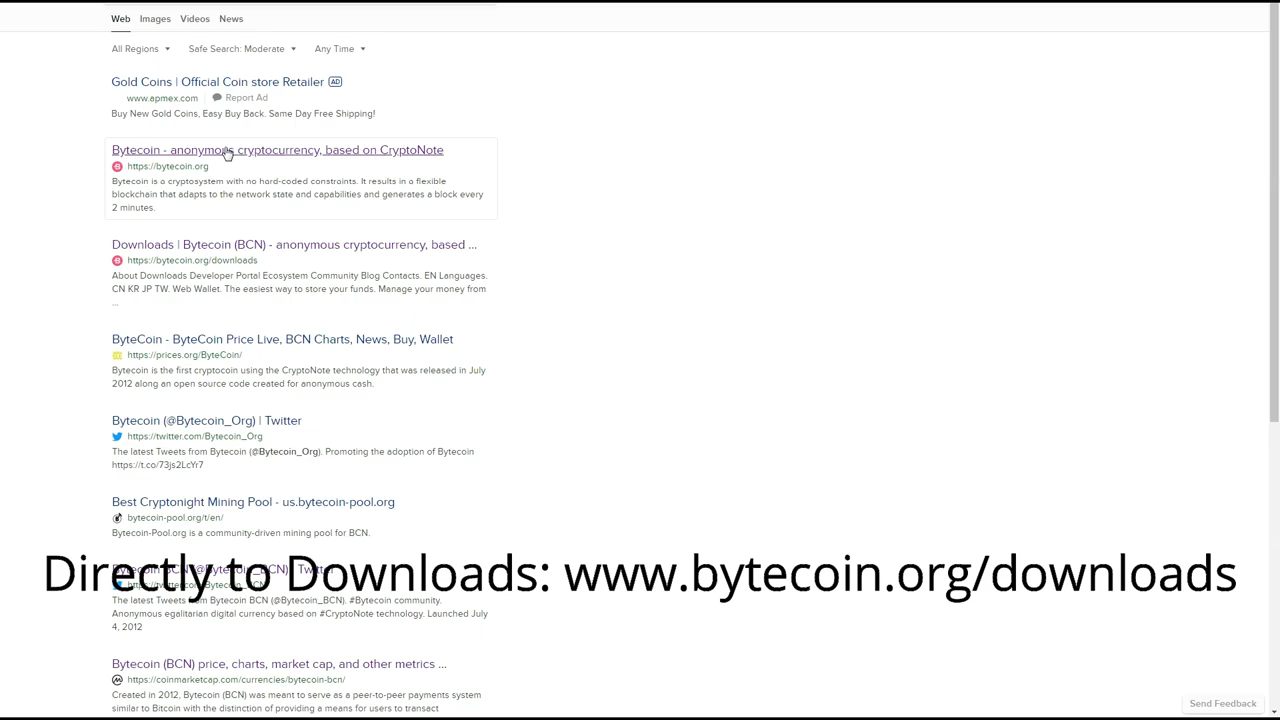 Web Images Videos News
All Regions Safe Search: Moderate Any Time
Gold Coins | Official Coin store Retailer AD
www.apmex.com Report Ad
Buy New Gold Coins, Easy Buy Back. Same Day Free Shipping!
Bytecoin - anonymous cryptocurrency, based on CryptoNote
https://bytecoin.org
Bytecoin is a cryptosystem with no hard-coded constraints. It results in a flexible
blockchain that adapts to the network state and capabilities and generates a block every
2 minutes.
Downloads | Bytecoin (BCN) - anonymous cryptocurrency, based ...
https://bytecoin.org/downloads
About Downloads Developer Portal Ecosystem Community Blog Contacts. EN Languages.
CN KR JP TW. Web Wallet. The easiest way to store your funds. Manage your money from
...
ByteCoin - ByteCoin Price Live, BCN Charts, News, Buy, Wallet
https://prices.org/ByteCoin/
Bytecoin is the first cryptocoin using the CryptoNote technology that was released in July
2012 along an open source code created for anonymous cash.
Bytecoin (@Bytecoin_Org) | Twitter
https://twitter.com/Bytecoin_Org
The latest Tweets from Bytecoin (@Bytecoin_Org). Promoting the adoption of Bytecoin
https://t.co/73js2LcYr7
Best Cryptonight Mining Pool - us.bytecoin-pool.org
bytecoin-pool.org/t/en/
Bytecoin-Pool.org is a community-driven mining pool for BCN.
Bytecoin BCN (@Bytecoin_BCN) | Twitter
Directly to Downloads: www.bytecoin.org/downloads
https://twitter.com/Bytecoin_BCN
The latest Tweets from Bytecoin BCN (@Bytecoin_BCN). #Bytecoin community.
Anonymous egalitarian digital currency based on #CryptoNote technology. Launched July
4, 2012
Bytecoin (BCN) price, charts, market cap, and other metrics ...
https://coinmarketcap.com/currencies/bytecoin-bcn/
Created in 2012, Bytecoin (BCN) was meant to serve as a peer-to-peer payments system
similar to Bitcoin with the distinction of providing a means for users to transact
Send Feedback